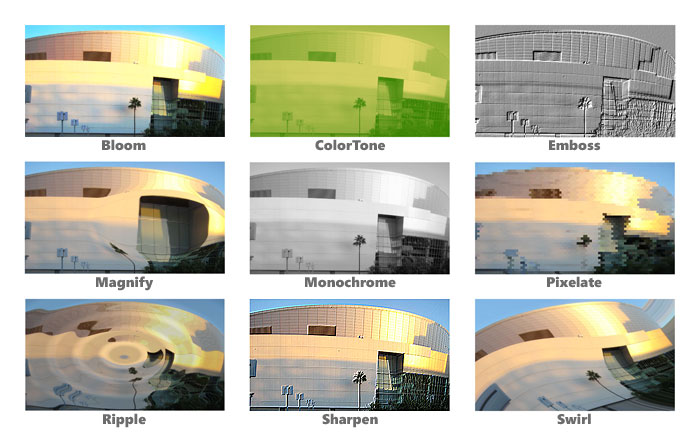 Bloom
ColorTone
Emboss
Magnify
Monochrome
Pixelate
Ripple
Sharpen
Swirl